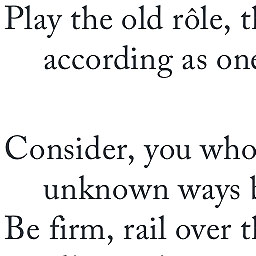 Play the old rôle, th
according as one
Consider, you who
unknown ways b
Be firm, rail over th